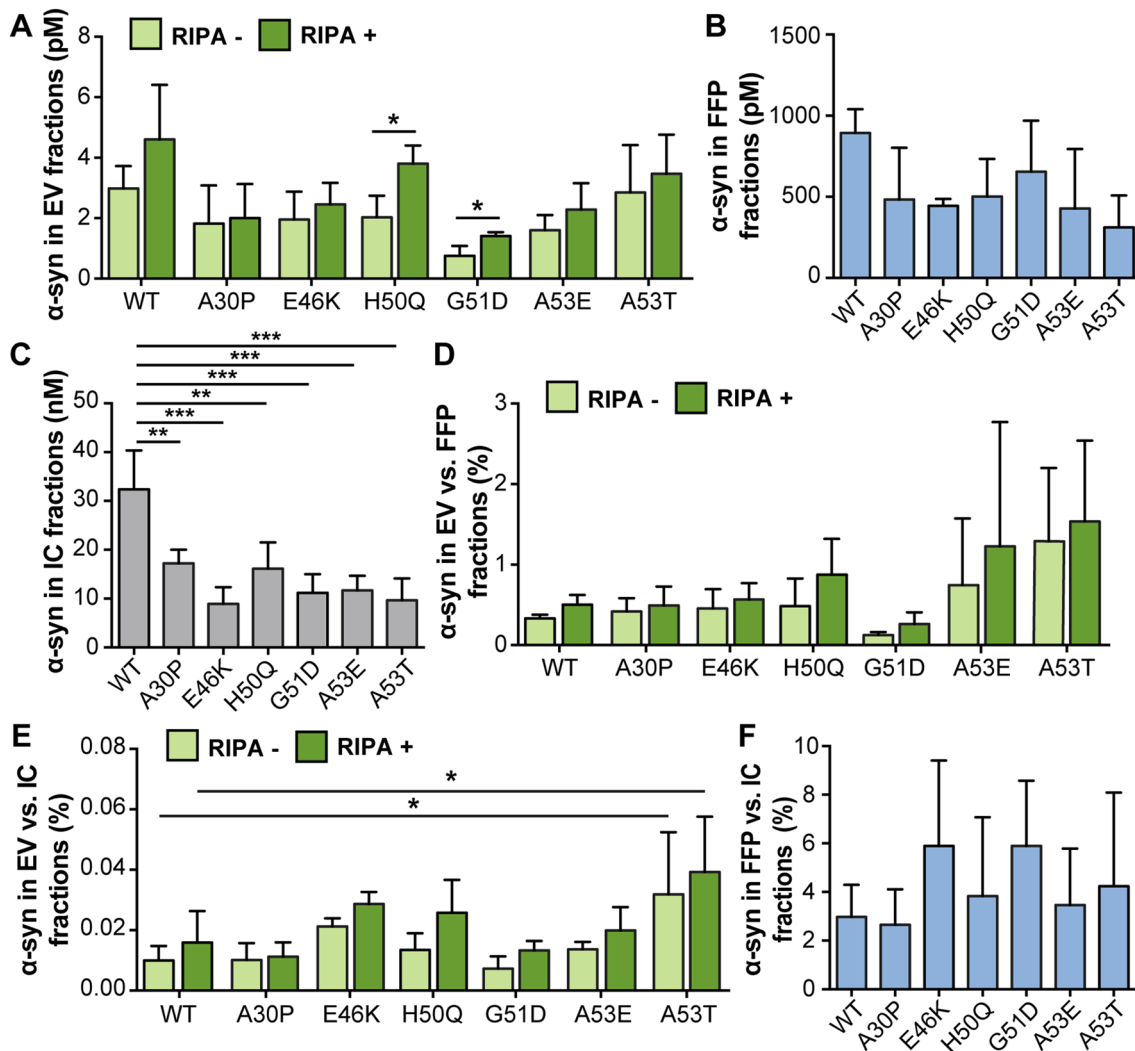 A
α-syn in EV fractions (pM)
RIPA -
RIPA +
8
6
4
2
0
*
*
WT
A30P
E46K
H50Q
G51D
A53E
A53T
B
α-syn in FFP
fractions (pM)
1500
1000
500
0
WT
A30P
E46K
H50Q
G51D
A53E
A53T
C
α-syn in IC fractions (nM)
***
***
***
**
***
**
50
40
30
20
10
0
WT
A30P
E46K
H50Q
G51D
A53E
A53T
D
α-syn in EV vs. FFP
fractions (%)
RIPA -
RIPA +
3
2
1
0
WT
A30P
E46K
H50Q
G51D
A53E
A53T
E
α-syn in EV vs. IC
fractions (%)
RIPA -
RIPA +
0.08
0.06
0.04
0.02
0.00
*
*
WT
A30P
E46K
H50Q
G51D
A53E
A53T
F
α-syn in FFP vs. IC
fractions (%)
10
8
6
4
2
0
WT
A30P
E46K
H50Q
G51D
A53E
A53T